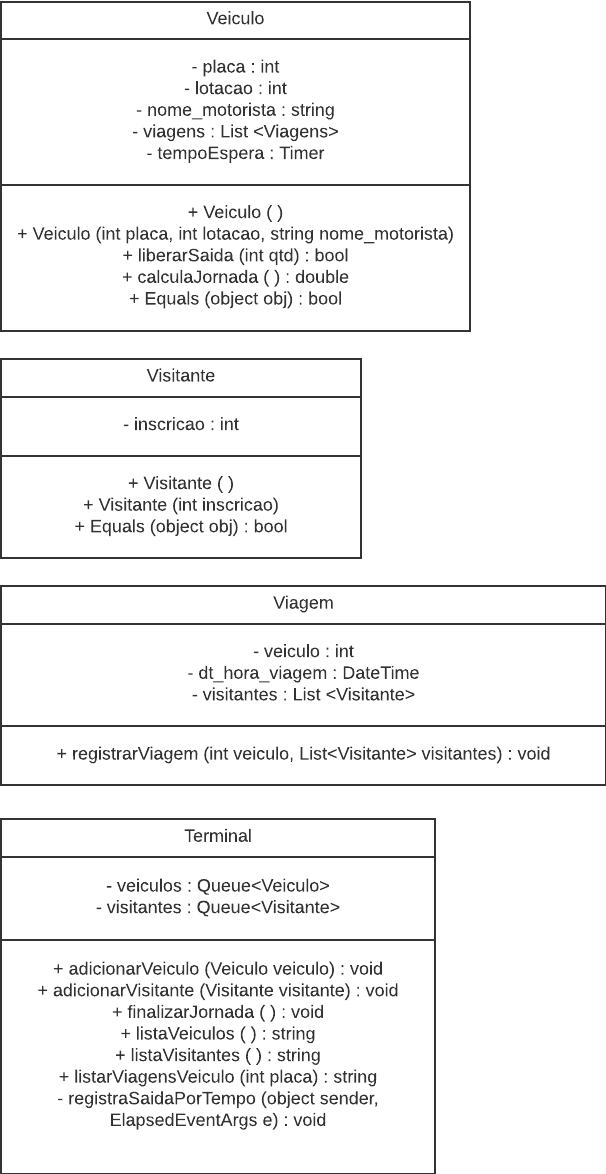 Veiculo
- placa : int
- lotacao : int
- nome_motorista : string
- viagens : List <Viagens>
- tempoEspera : Timer
+ Veiculo ( )
+ Veiculo (int placa, int lotacao, string nome_motorista)
+ liberarSaida (int qtd) : bool
+ calculaJornada ( ) : double
+ Equals (object obj) : bool
Visitante
- inscricao : int
+ Visitante ( )
+ Visitante (int inscricao)
+ Equals (object obj) : bool
Viagem
- veiculo : int
- dt_hora_viagem : DateTime
- visitantes : List <Visitante>
+ registrarViagem (int veiculo, List<Visitante> visitantes) : void
Terminal
- veiculos : Queue<Veiculo>
- visitantes : Queue<Visitante>
+ adicionarVeiculo (Veiculo veiculo) : void
+ adicionarVisitante (Visitante visitante) : void
+ finalizarJornada ( ) : void
+ listaVeiculos ( ) : string
+ listaVisitantes ( ) : string
+ listarViagensVeiculo (int placa) : string
- registraSaidaPorTempo (object sender,
ElapsedEventArgs e) : void